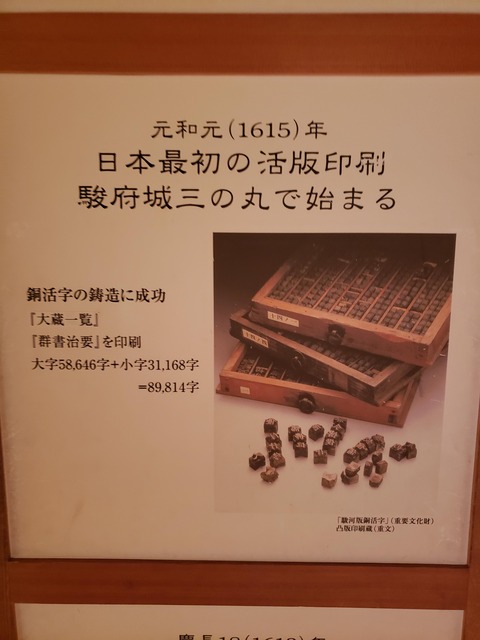 元和元(1615)年
日本最初の活版印刷
駿府城三の丸で始まる
銅活字の鋳造に成功
『大蔵一覧』
『群書治要』を印刷
大字58,646字+小字31,168字
=89,814字
「駿河版銅活字」(重要文化財)
凸版印刷蔵(重文)